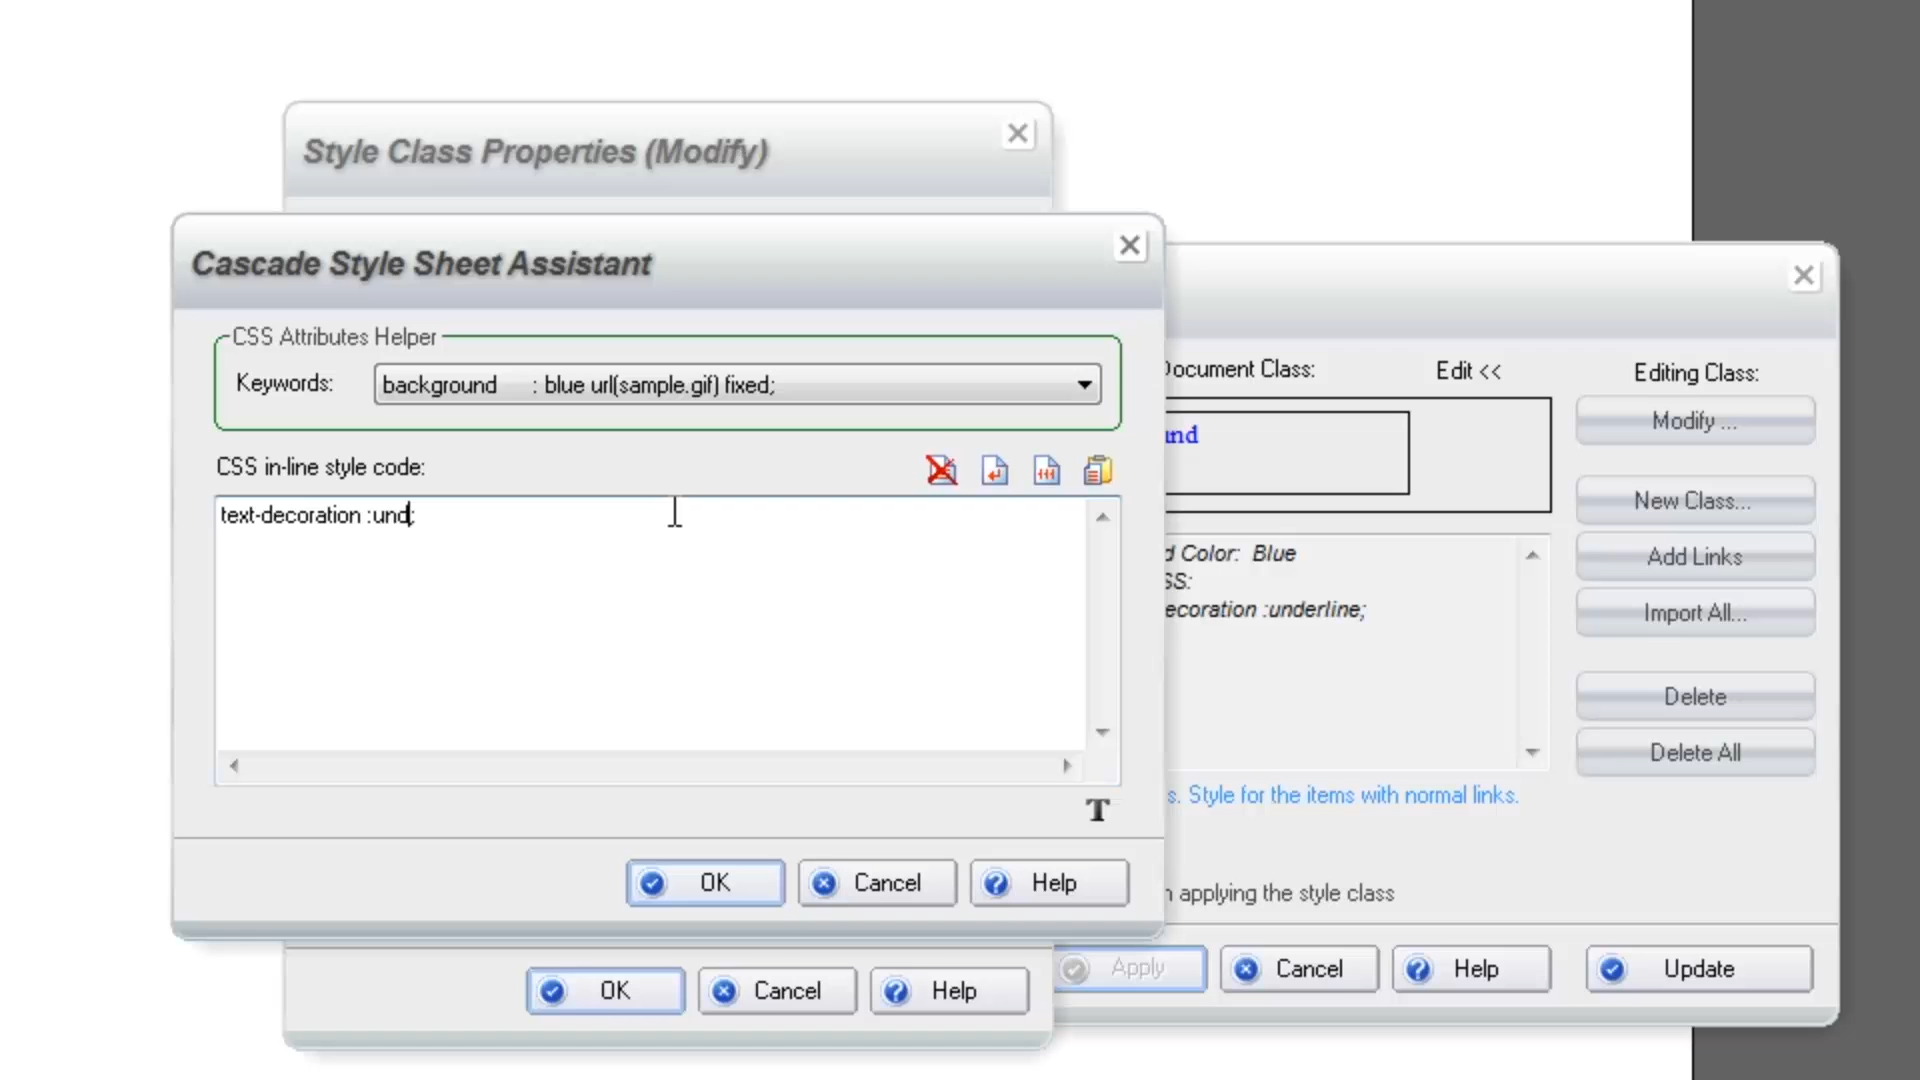 Style Class Properties (Modify)
Cascade Style Sheet Assistant
CSS Attributes Helper
Keywords:
background : blue url(sample.gif) fixed;
CSS in-line style code:
text-decoration :und;
T
OK
Cancel
Help
OK
Cancel
Help
Document Class:
Edit <<
Editing Class:
und
Color: Blue
ecoration :underline;
s. Style for the items with normal links.
applying the style class
Modify ...
New Class...
Add Links
Import All...
Delete
Delete All
Apply
Cancel
Help
Update